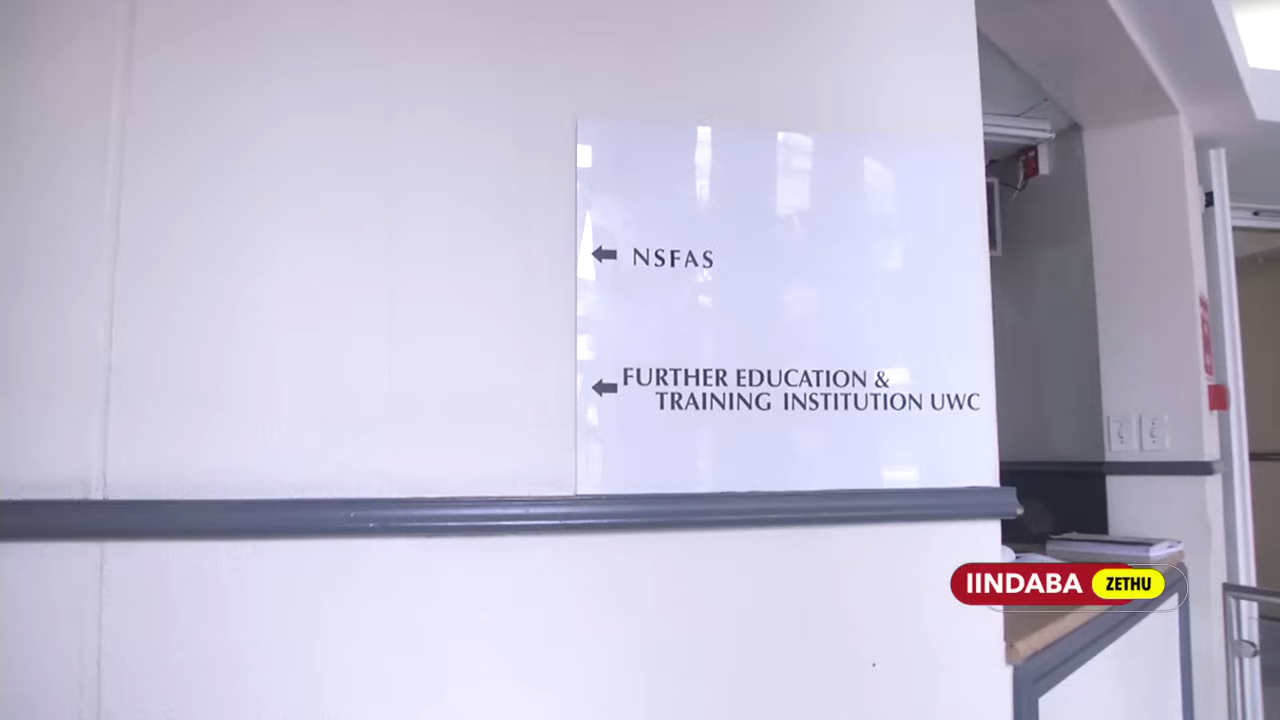 NSFAS
FURTHER EDUCATION &
TRAINING INSTITUTION UWC
IINDABA ZETHU